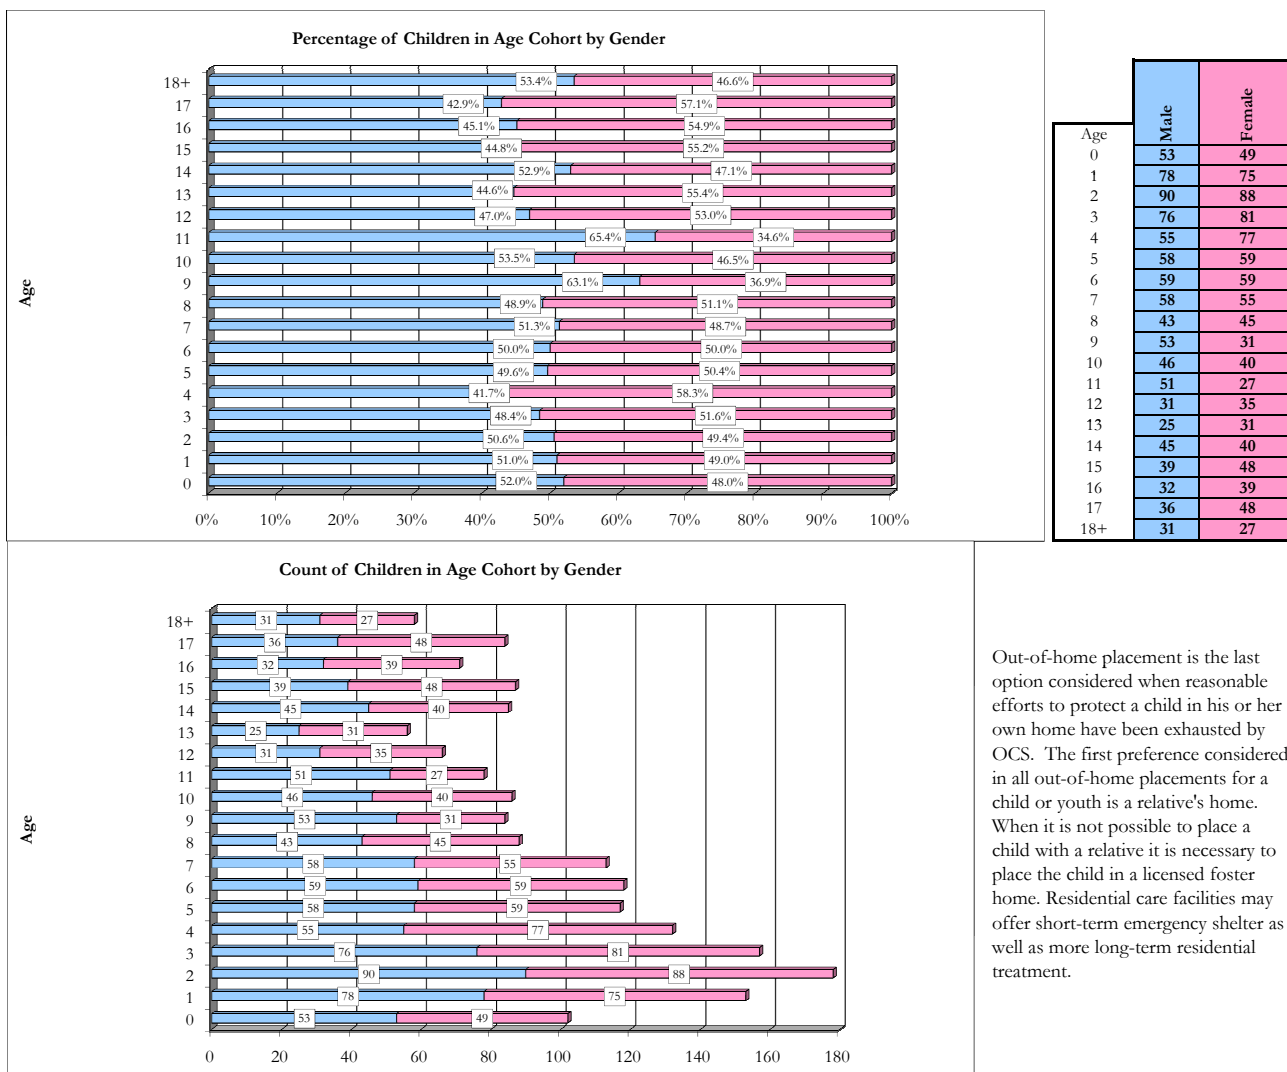 Percentage of Children in Age Cohort by Gender
Age
18+ 53.4% 46.6%
17 42.9% 57.1%
16 45.1% 54.9%
15 44.8% 55.2%
14 52.9% 47.1%
13 44.6% 55.4%
12 47.0% 53.0%
11 65.4% 34.6%
10 53.5% 46.5%
9 63.1% 36.9%
8 48.9% 51.1%
7 51.3% 48.7%
6 50.0% 50.0%
5 49.6% 50.4%
4 41.7% 58.3%
3 48.4% 51.6%
2 50.6% 49.4%
1 51.0% 49.0%
0 52.0% 48.0%
0% 10% 20% 30% 40% 50% 60% 70% 80% 90% 100%
Age Male Female
0 53 49
1 78 75
2 90 88
3 76 81
4 55 77
5 58 59
6 59 59
7 58 55
8 43 45
9 53 31
10 46 40
11 51 27
12 31 35
13 25 31
14 45 40
15 39 48
16 32 39
17 36 48
18+ 31 27
Count of Children in Age Cohort by Gender
Age
18+ 31 27
17 36 48
16 32 39
15 39 48
14 45 40
13 25 31
12 31 35
11 51 27
10 46 40
9 53 31
8 43 45
7 58 55
6 59 59
5 58 59
4 55 77
3 76 81
2 90 88
1 78 75
0 53 49
0 20 40 60 80 100 120 140 160 180
Out-of-home placement is the last
option considered when reasonable
efforts to protect a child in his or her
own home have been exhausted by
OCS. The first preference considered
in all out-of-home placements for a
child or youth is a relative's home.
When it is not possible to place a
child with a relative it is necessary to
place the child in a licensed foster
home. Residential care facilities may
offer short-term emergency shelter as
well as more long-term residential
treatment.